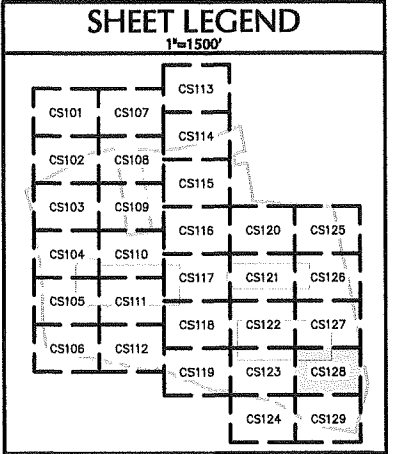 SHEET LEGEND
1"=1500'
CS113
CS101 CS107
CS114
CS102 CS108
CS115
CS103 CS109
CS116 CS120 CS125
CS104 CS110
CS117 CS121 CS126
CS105 CS111
CS118 CS122 CS127
CS106 CS112
CS119 CS123 CS128
CS124 CS129